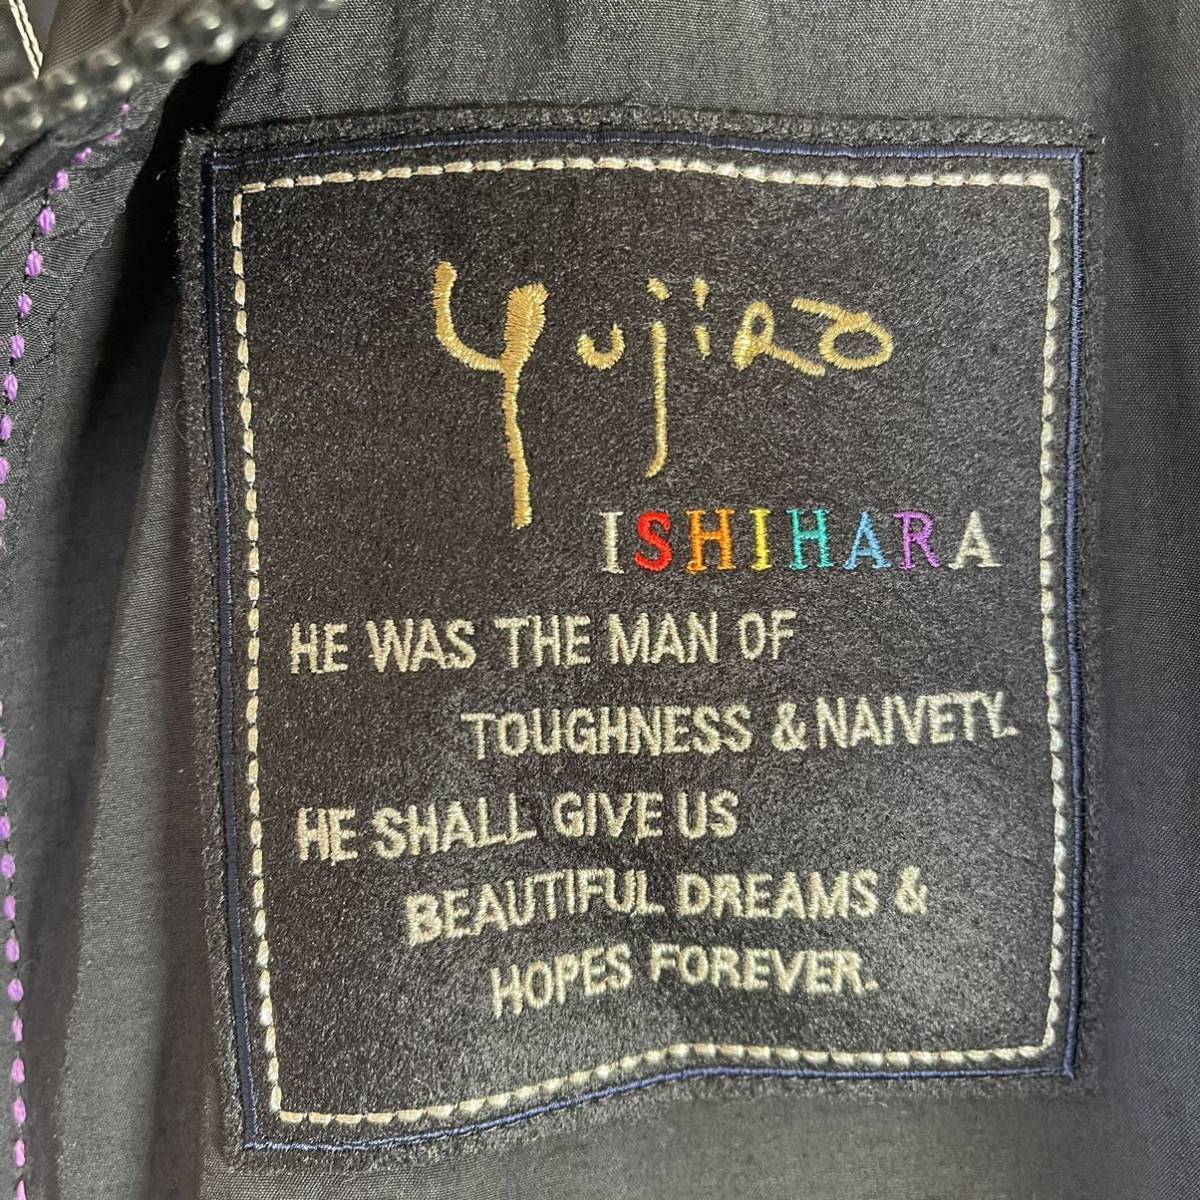 yujiRo
ISHIHARA
HE WAS THE MAN OF
TOUGHNESS & NAIVETY.
HE SHALL GIVE US
BEAUTIFUL DREAMS &
HOPES FOREVER.